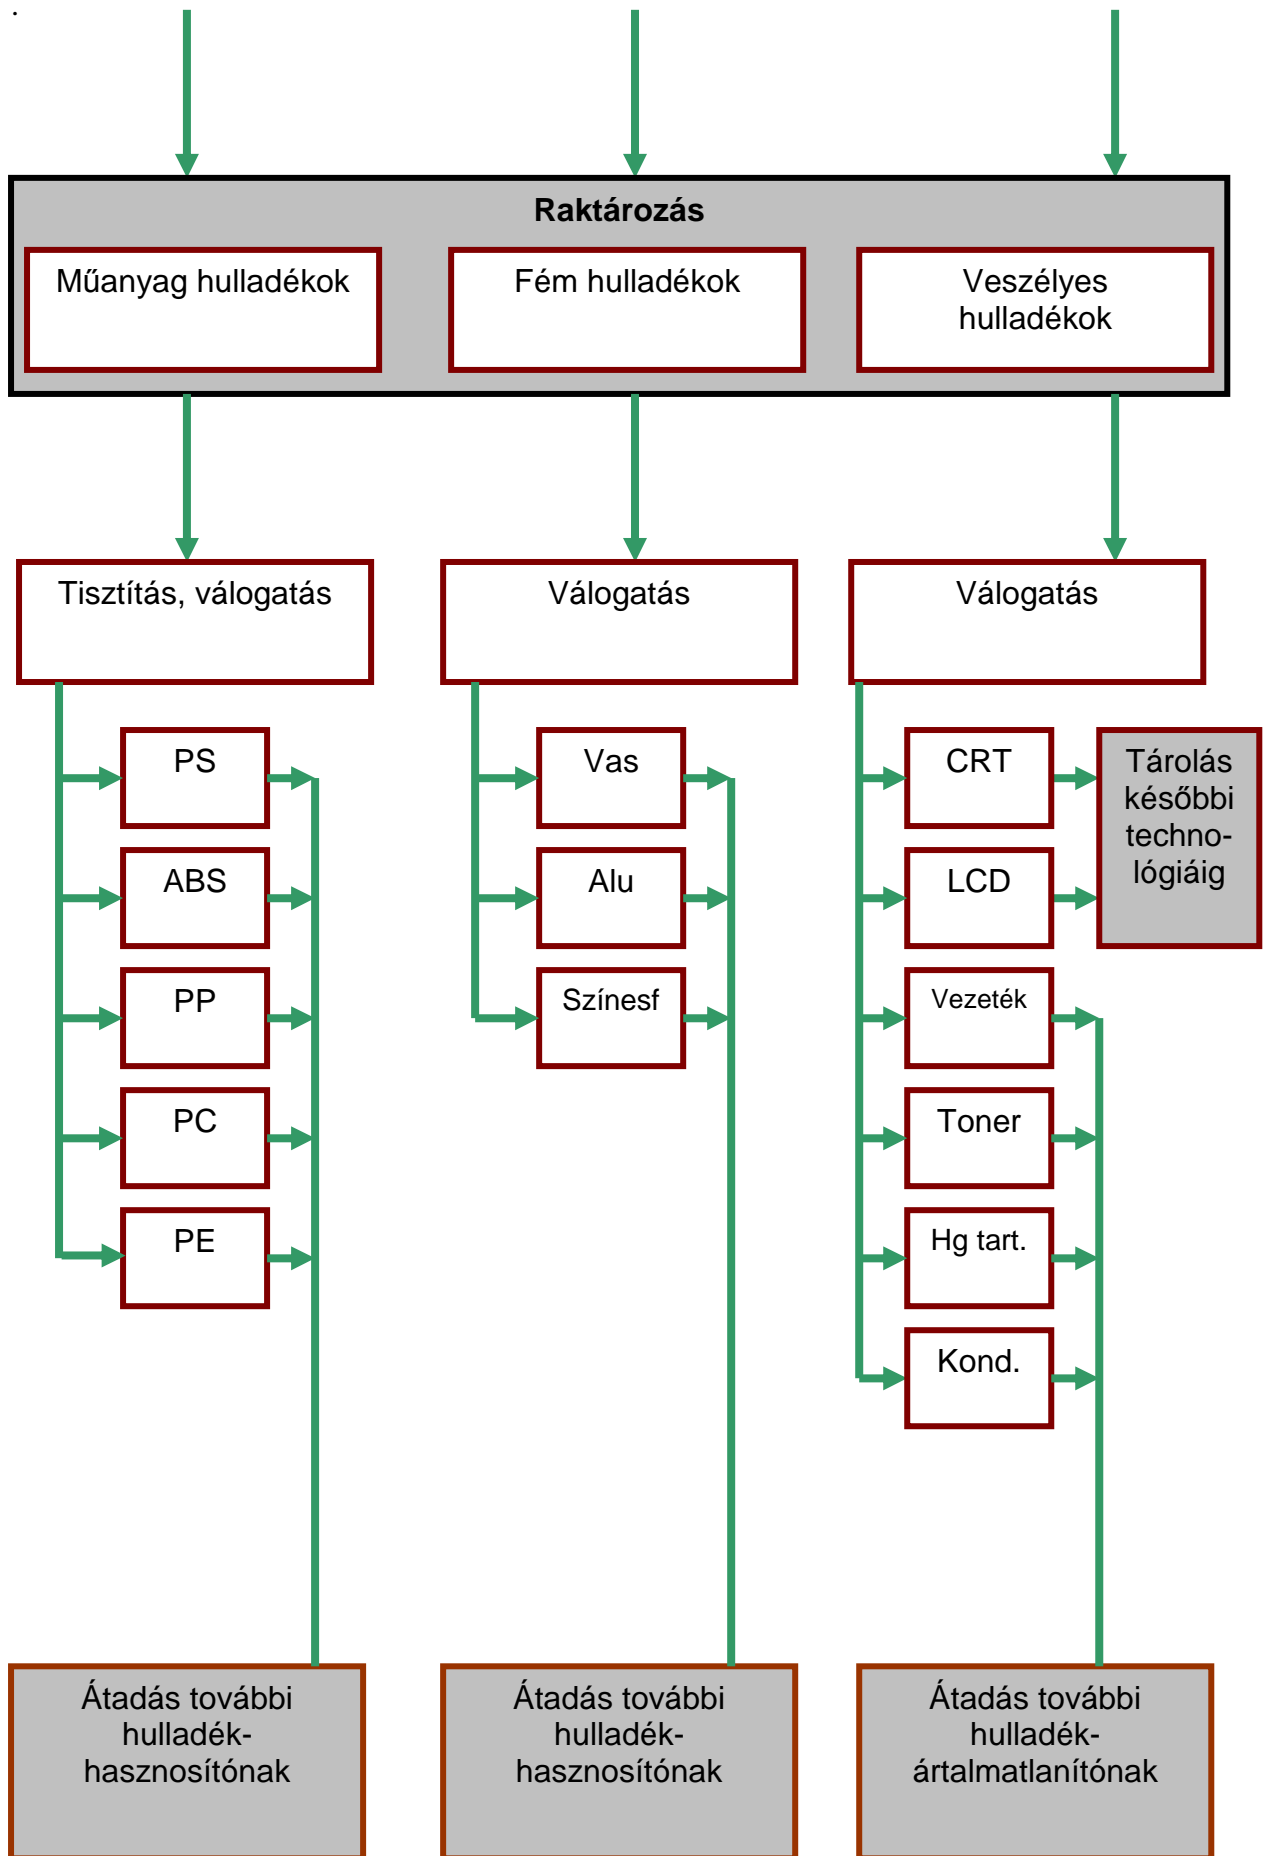 .
Raktározás
Műanyag hulladékok
Fém hulladékok
Veszélyes
hulladékok
Tisztítás, válogatás
Válogatás
Válogatás
PS
ABS
PP
PC
PE
Vas
Alu
Színesf
CRT
LCD
Vezeték
Toner
Hg tart.
Kond.
Tárolás
későbbi
techno-
lógiáig
Átadás további
hulladék-
hasznosítónak
Átadás további
hulladék-
hasznosítónak
Átadás további
hulladék-
ártalmatlanítónak